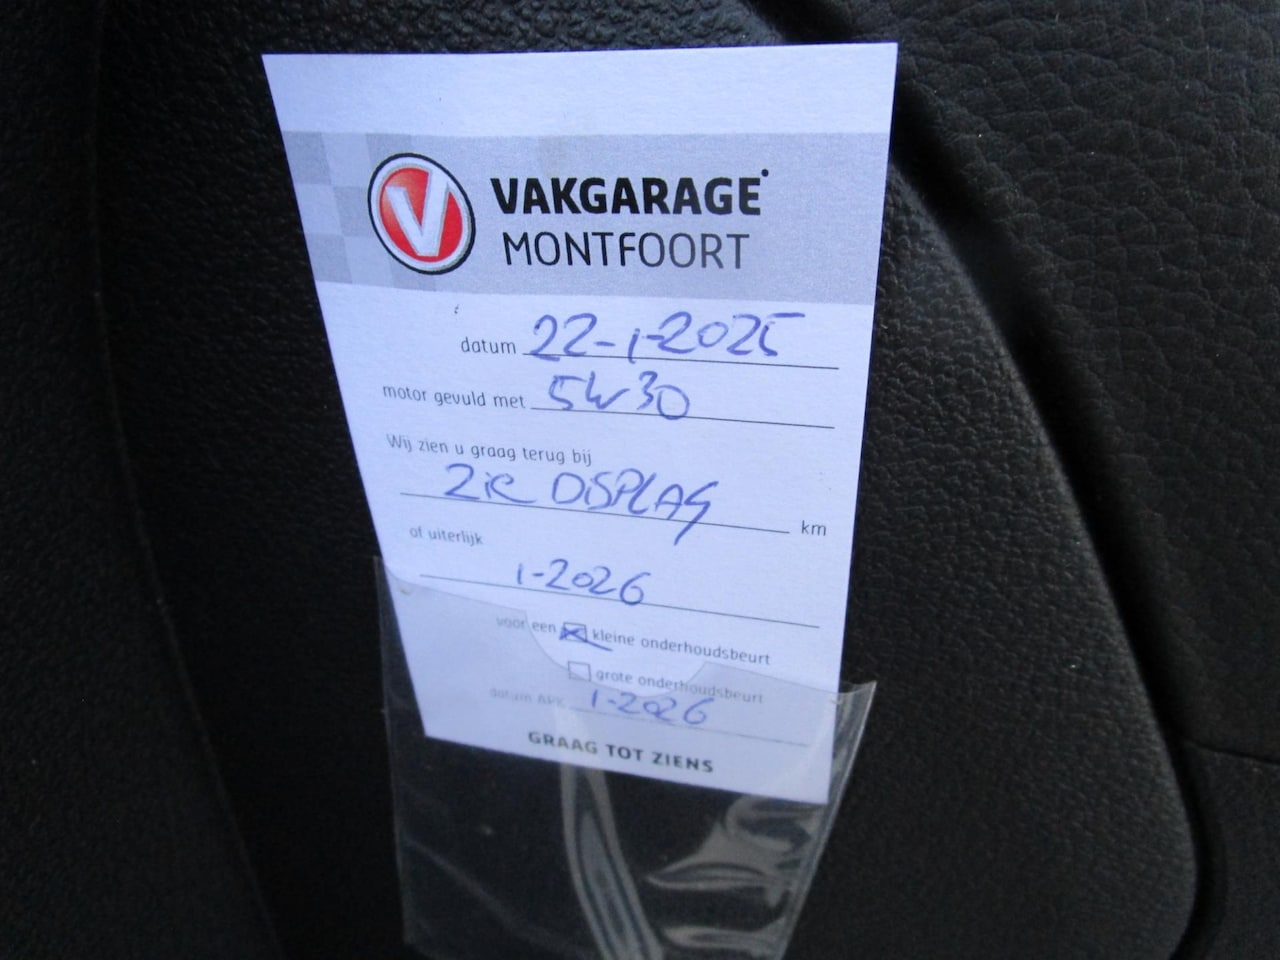 V
VAKGARAGE
MONTFOORT
datum 22-1-2025
motor gevuld met 5W30
Wij zien u graag terug bij
Zie DiSPLAY km
of uiterlijk
1-2026
voor een kleine onderhoudsbeurt
grote onderhoudsbeurt
datum APK 1-2026
GRAAG TOT ZIENS